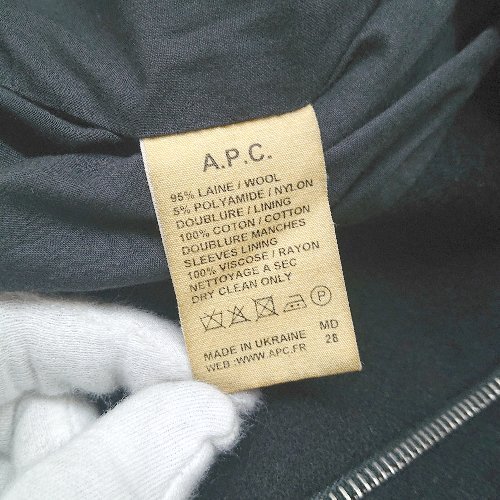 A.P.C.
95% LAINE / WOOL
5% POLYAMIDE / NYLON
DOUBLURE / LINING
100% COTON / COTTON
DOUBLURE MANCHES
SLEEVES LINING
100% VISCOSE / RAYON
NETTOYAGE A SEC
DRY CLEAN ONLY
P
MADE IN UKRAINE MD
WEB :WWW.APC.FR 28